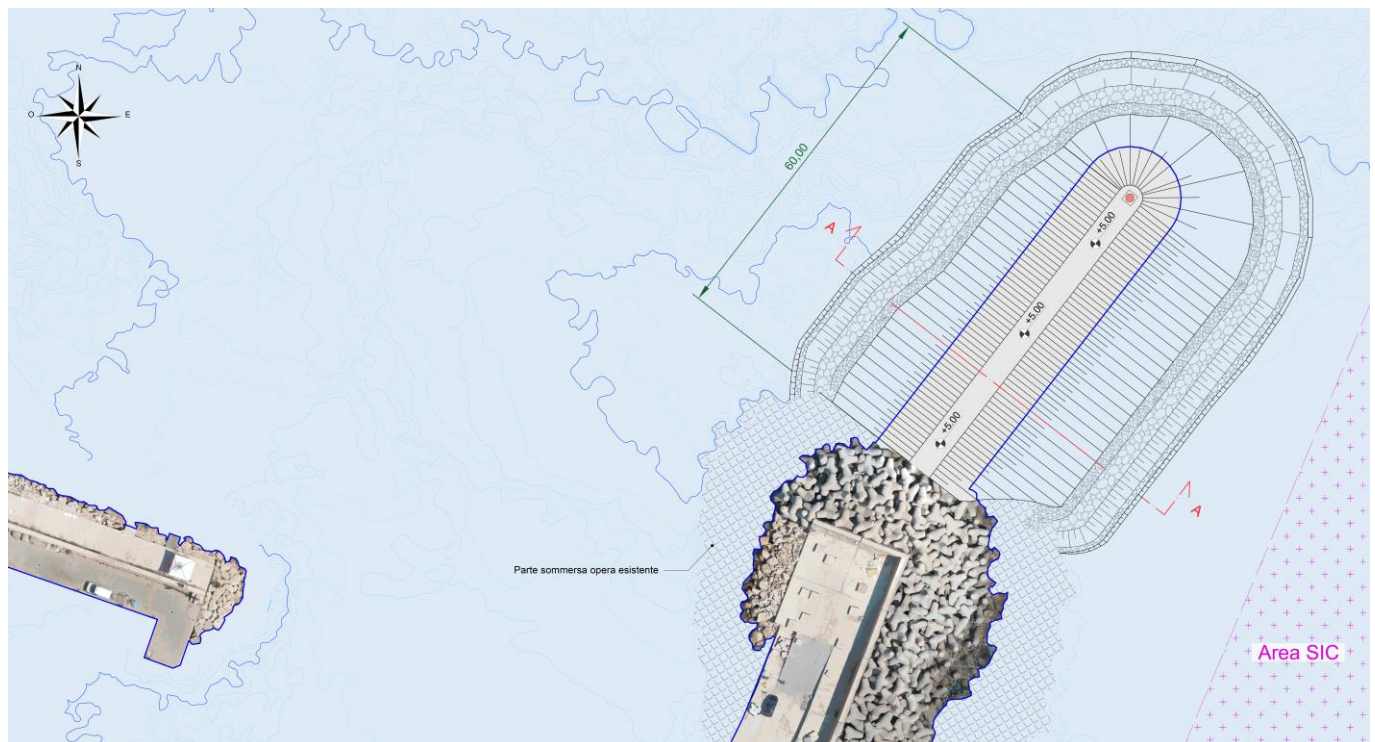 N
O
E
S
60,00
A
+5.00
+5.00
+5.00
A
Parte sommersa opera esistente
Area SIC